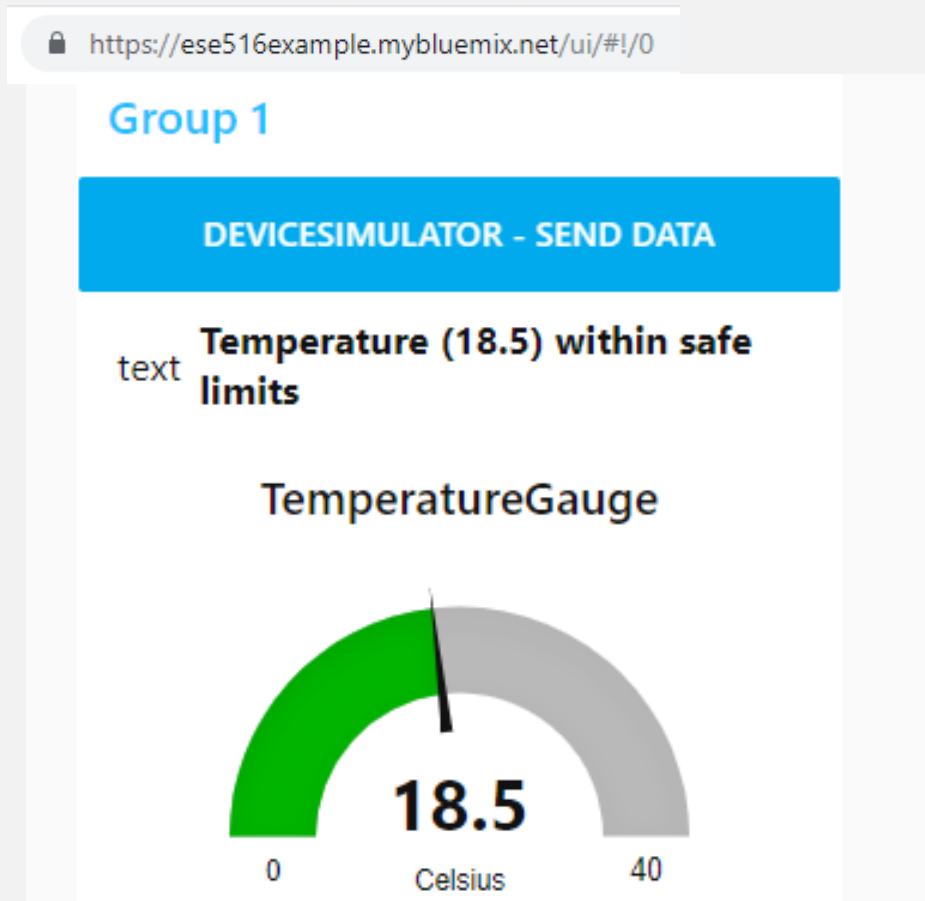 https://ese516example.mybluemix.net/ui/#!/0
Group 1
DEVICESIMULATOR - SEND DATA
text
Temperature (18.5) within safe
limits
TemperatureGauge
18.5
0
Celsius
40